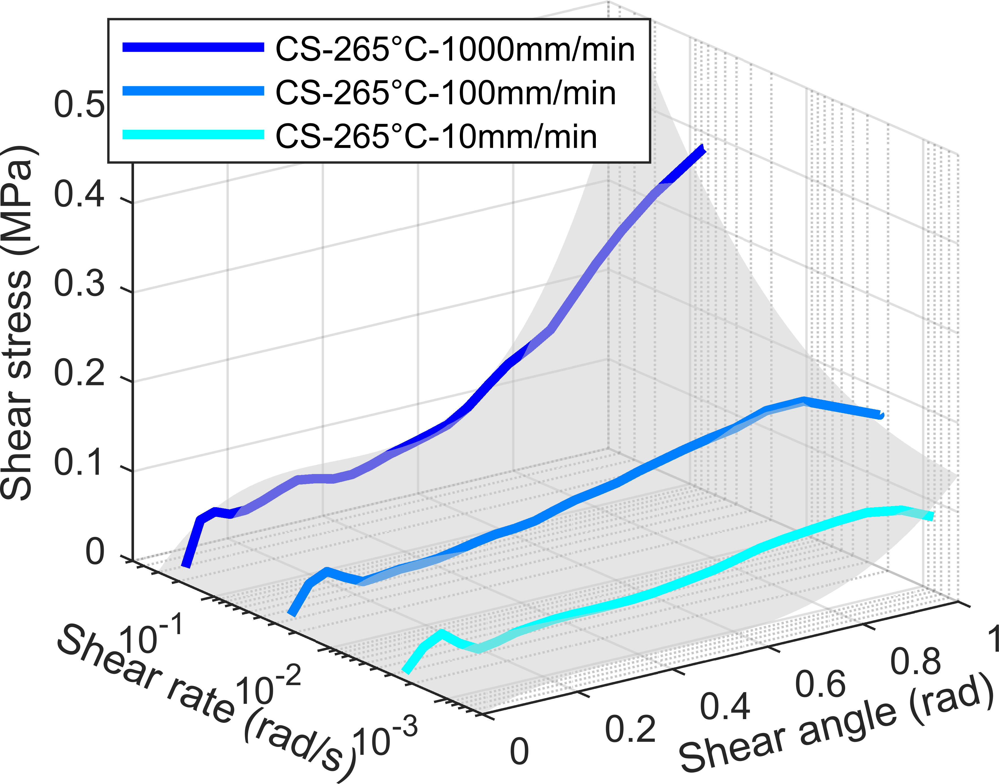 CS-265°C-1000mm/min
CS-265°C-100mm/min
CS-265°C-10mm/min
0.5
0.4
0.3
0.2
0.1
0
Shear stress (MPa)
10-1
10-2
10-3
Shear rate (rad/s)
0
0.2
0.4
0.6
0.8
1
Shear angle (rad)